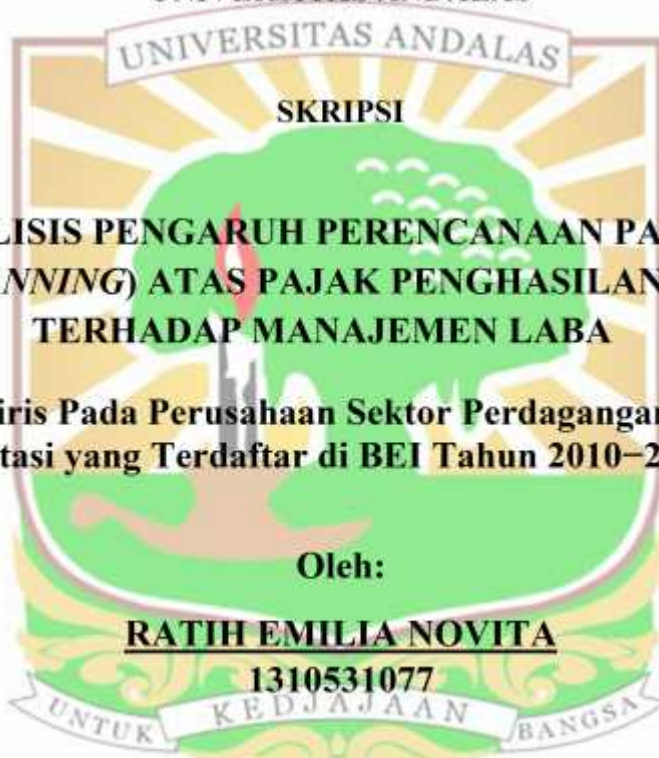 UNIVERSITAS ANDALAS
SKRIPSI
LISIS PENGARUH PERENCANAAN PA
NNING) ATAS PAJAK PENGHASILAN
TERHADAP MANAJEMEN LABA
iris Pada Perusahaan Sektor Perdagangan
tasi yang Terdaftar di BEI Tahun 2010–2
Oleh:
RATIH EMILIA NOVITA
1310531077
UNTUK KEDJAJAAN BANGSA